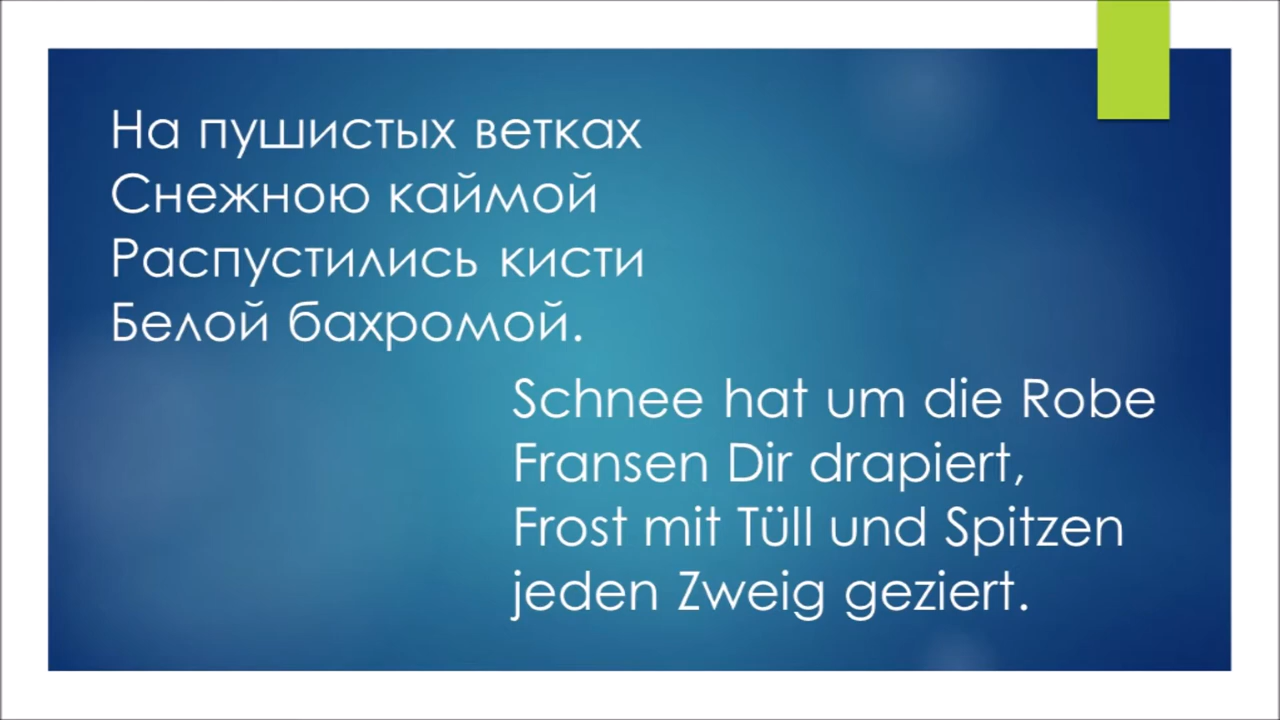 На пушистых ветках
Снежною каймой
Распустились кисти
Белой бахромой.
Schnee hat um die Robe
Fransen Dir drapiert,
Frost mit Tüll und Spitzen
jeden Zweig geziert.